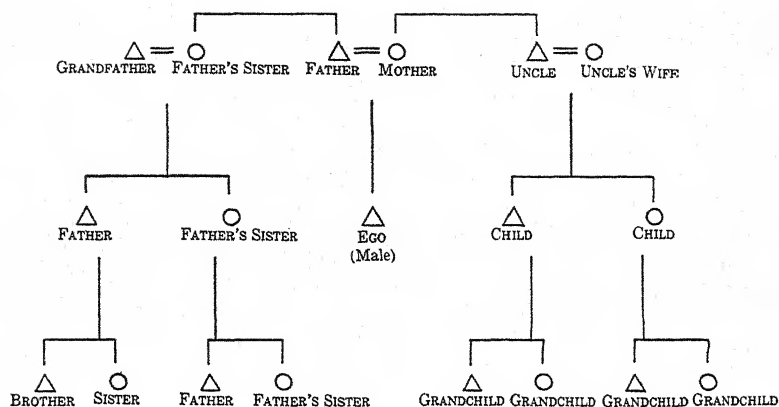 GRANDFATHER FATHER'S SISTER FATHER MOTHER UNCLE UNCLE'S WIFE
FATHER FATHER'S SISTER EGO CHILD CHILD
(Male)
BROTHER SISTER FATHER FATHER'S SISTER GRANDCHILD GRANDCHILD GRANDCHILD GRANDCHILD